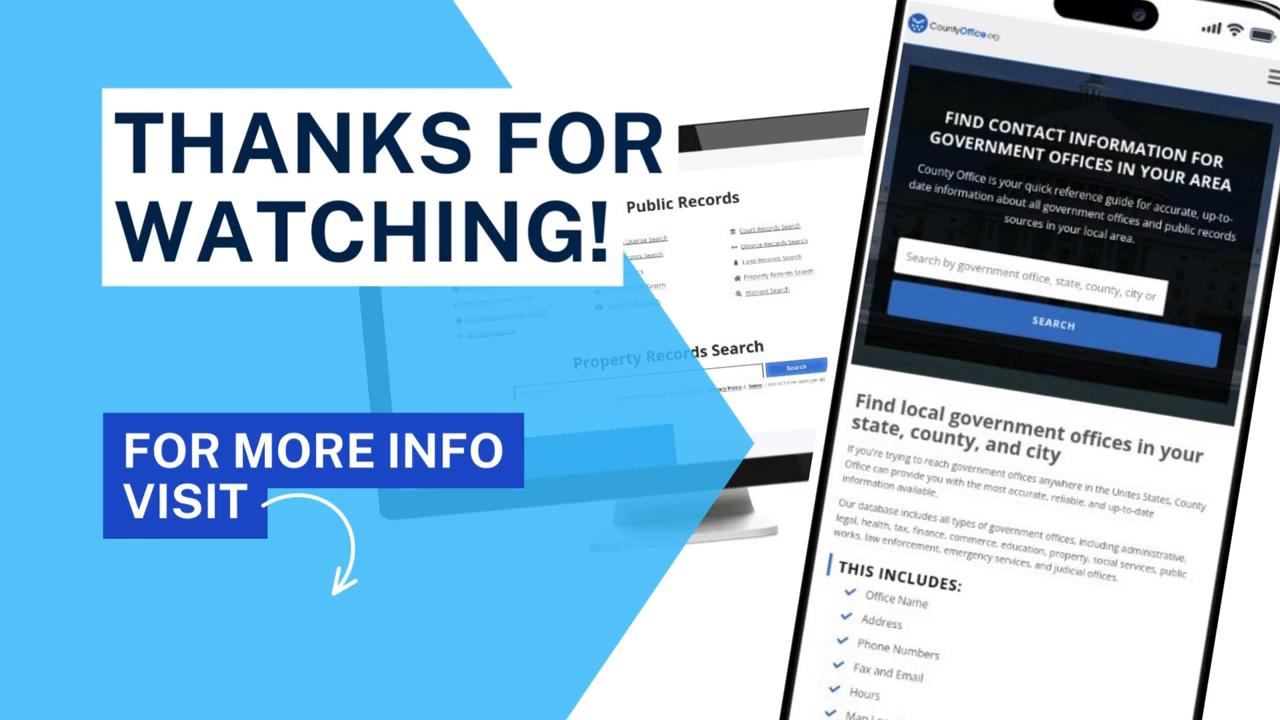 THANKS FOR
WATCHING!
FOR MORE INFO
VISIT
Public Records
License Search
Court Records Search
Divorce Records Search
Land Records Search
Property Records Search
Warrant Search
Property Records Search
Search
CountyOffice.org
FIND CONTACT INFORMATION FOR
GOVERNMENT OFFICES IN YOUR AREA
County Office is your quick reference guide for accurate, up-to-
date information about all government offices and public records
sources in your local area.
Search by government office, state, county, city or
SEARCH
Find local government offices in your
state, county, and city
If you're trying to reach government offices anywhere in the Unites States, County
Office can provide you with the most accurate, reliable, and up-to-date
information available.
Our database includes all types of government offices, including administrative,
legal, health, tax, finance, commerce, education, property, social services, public
works, law enforcement, emergency services, and judicial offices.
THIS INCLUDES:
Office Name
Address
Phone Numbers
Fax and Email
Hours